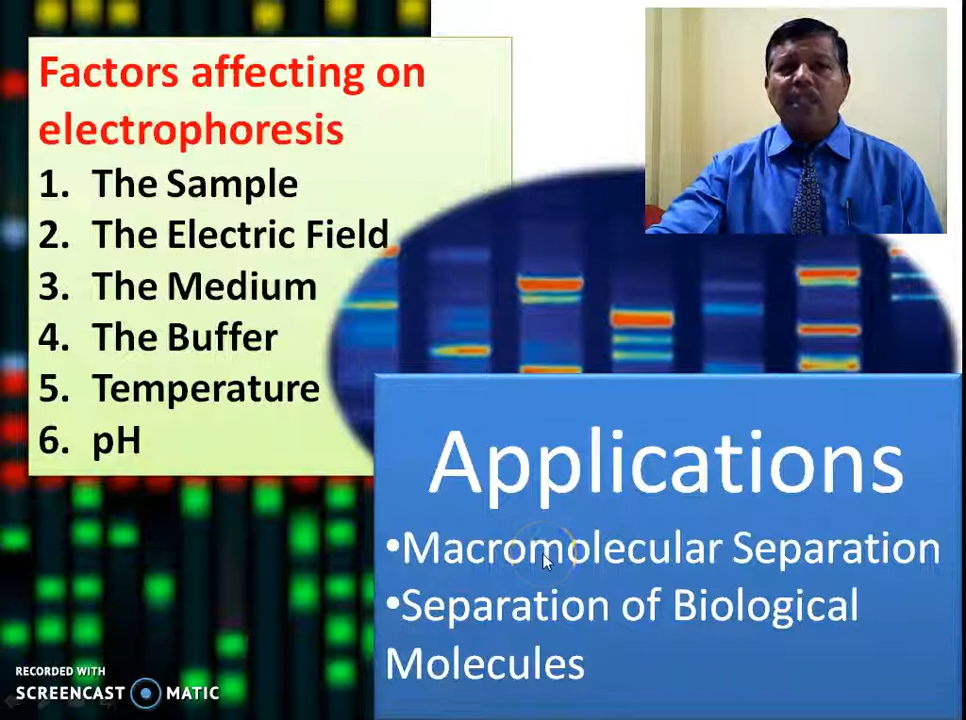 Factors affecting on
electrophoresis
1. The Sample
2. The Electric Field
3. The Medium
4. The Buffer
5. Temperature
6. pH
Applications
•Macromolecular Separation
•Separation of Biological
Molecules
RECORDED WITH
SCREENCAST MATIC